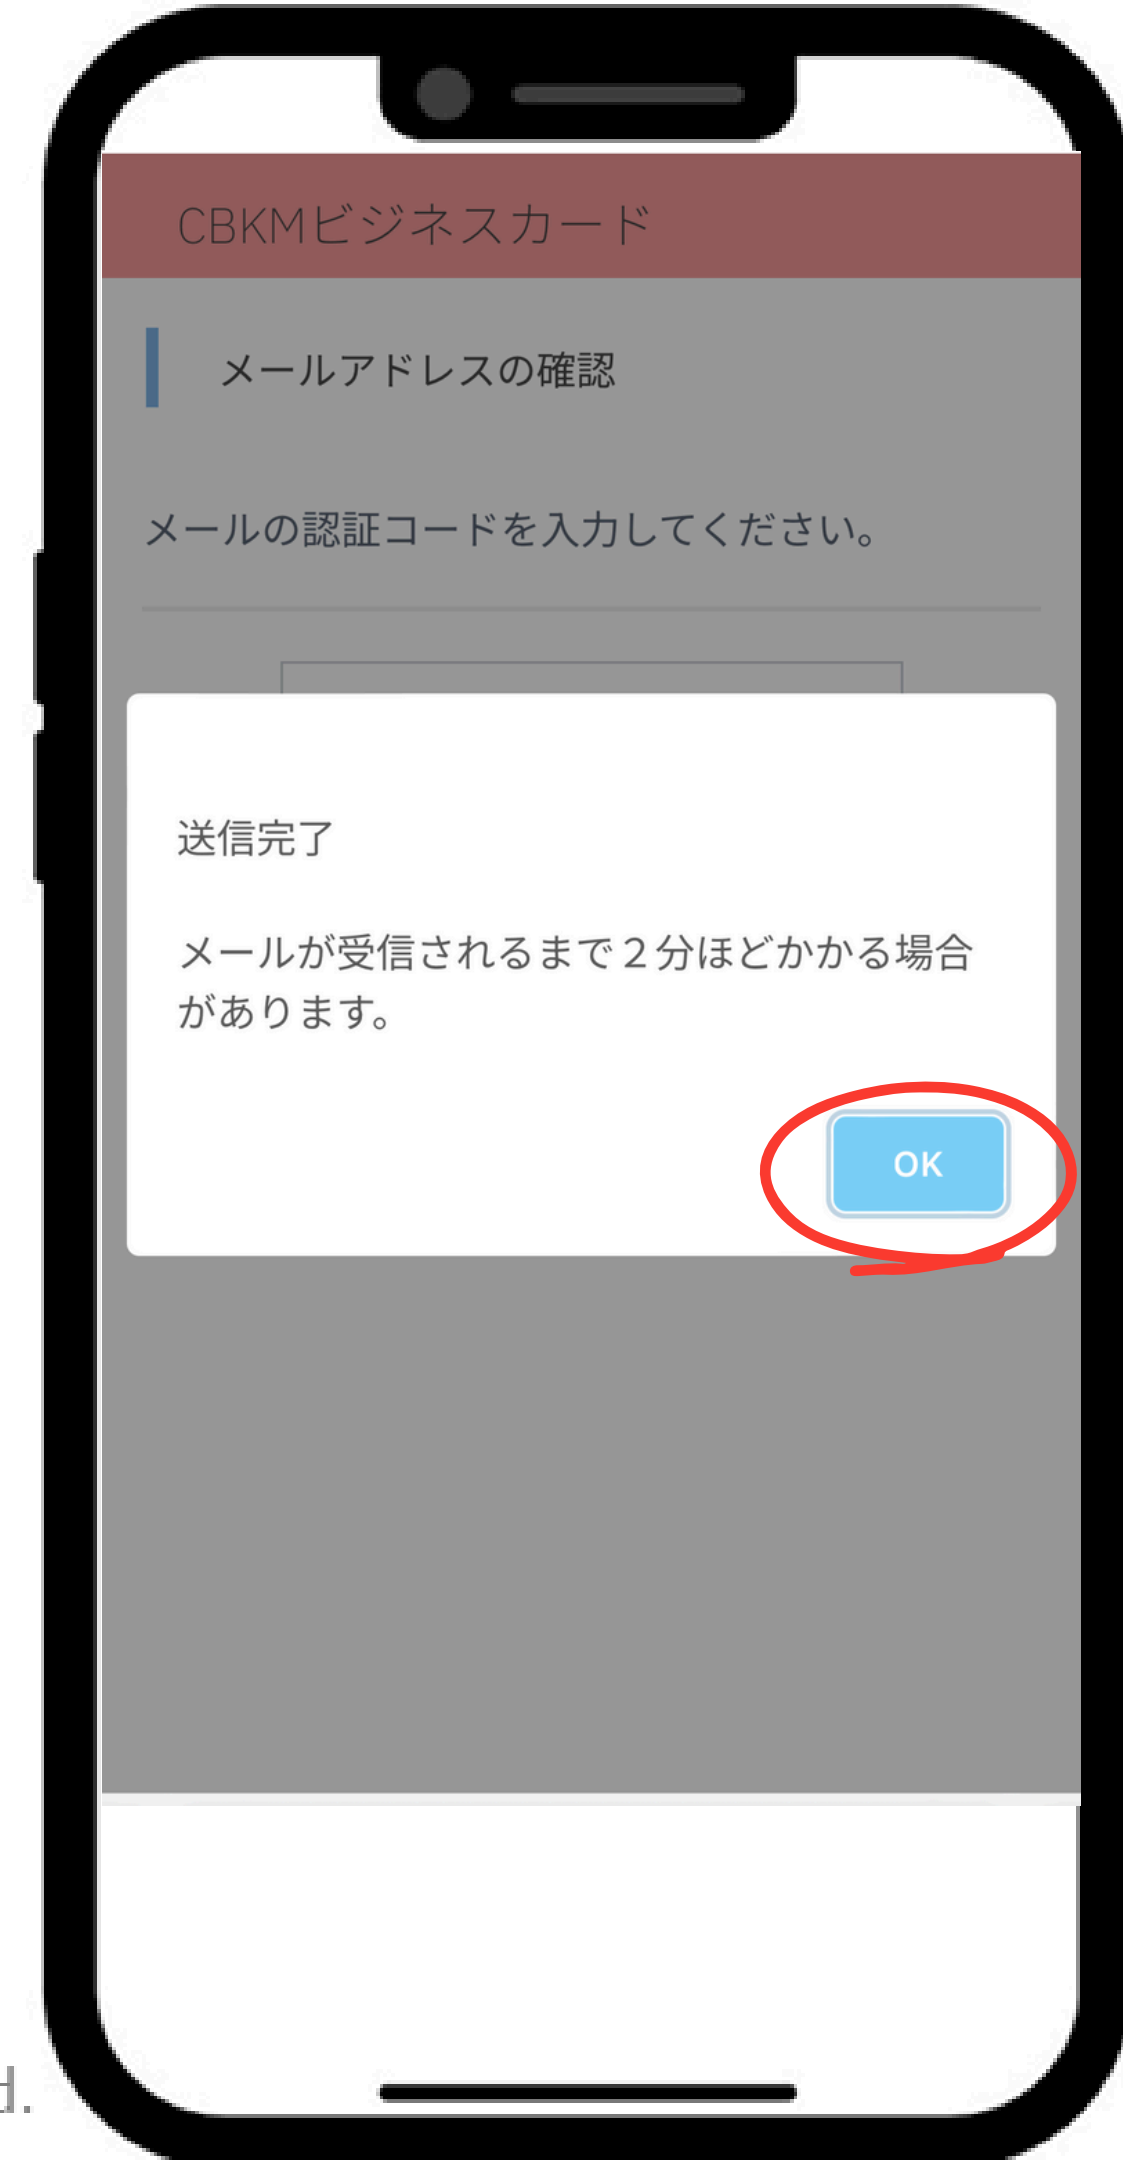 CBKMビジネスカード
メールアドレスの確認
メールの認証コードを入力してください。
送信完了
メールが受信されるまで２分ほどかかる場合
があります。
OK